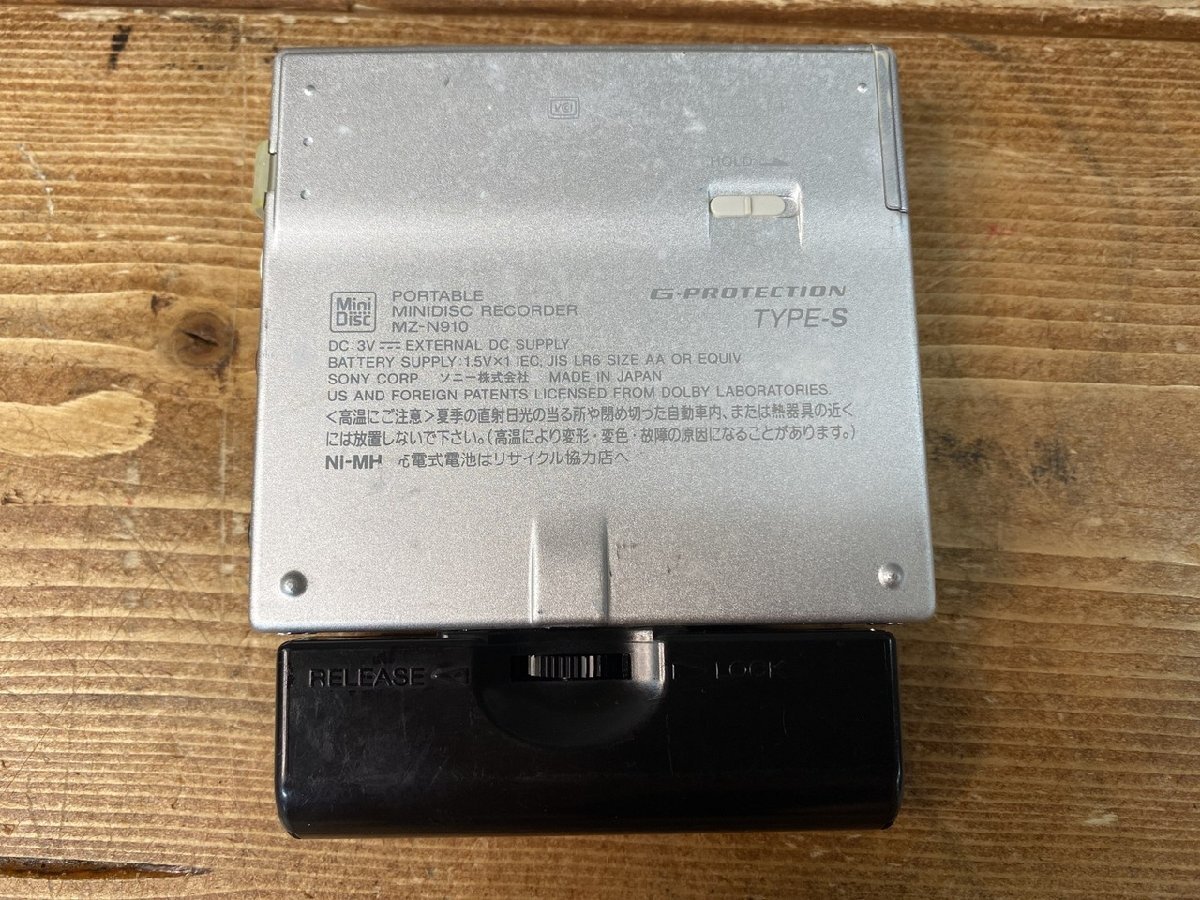 VCI
HOLD
Mini Disc
PORTABLE
MINIDISC RECORDER
MZ-N910
G-PROTECTION
TYPE-S
DC 3V ⎓ EXTERNAL DC SUPPLY
BATTERY SUPPLY:1.5V×1 IEC, JIS LR6 SIZE AA OR EQUIV
SONY CORP ソニー株式会社 MADE IN JAPAN
US AND FOREIGN PATENTS LICENSED FROM DOLBY LABORATORIES
<高温にご注意>夏季の直射日光の当る所や閉め切った自動車内、または熱器具の近く
には放置しないで下さい。(高温により変形・変色・故障の原因になることがあります。)
NI-MH 充電式電池はリサイクル協力店へ
RELEASE LOCK